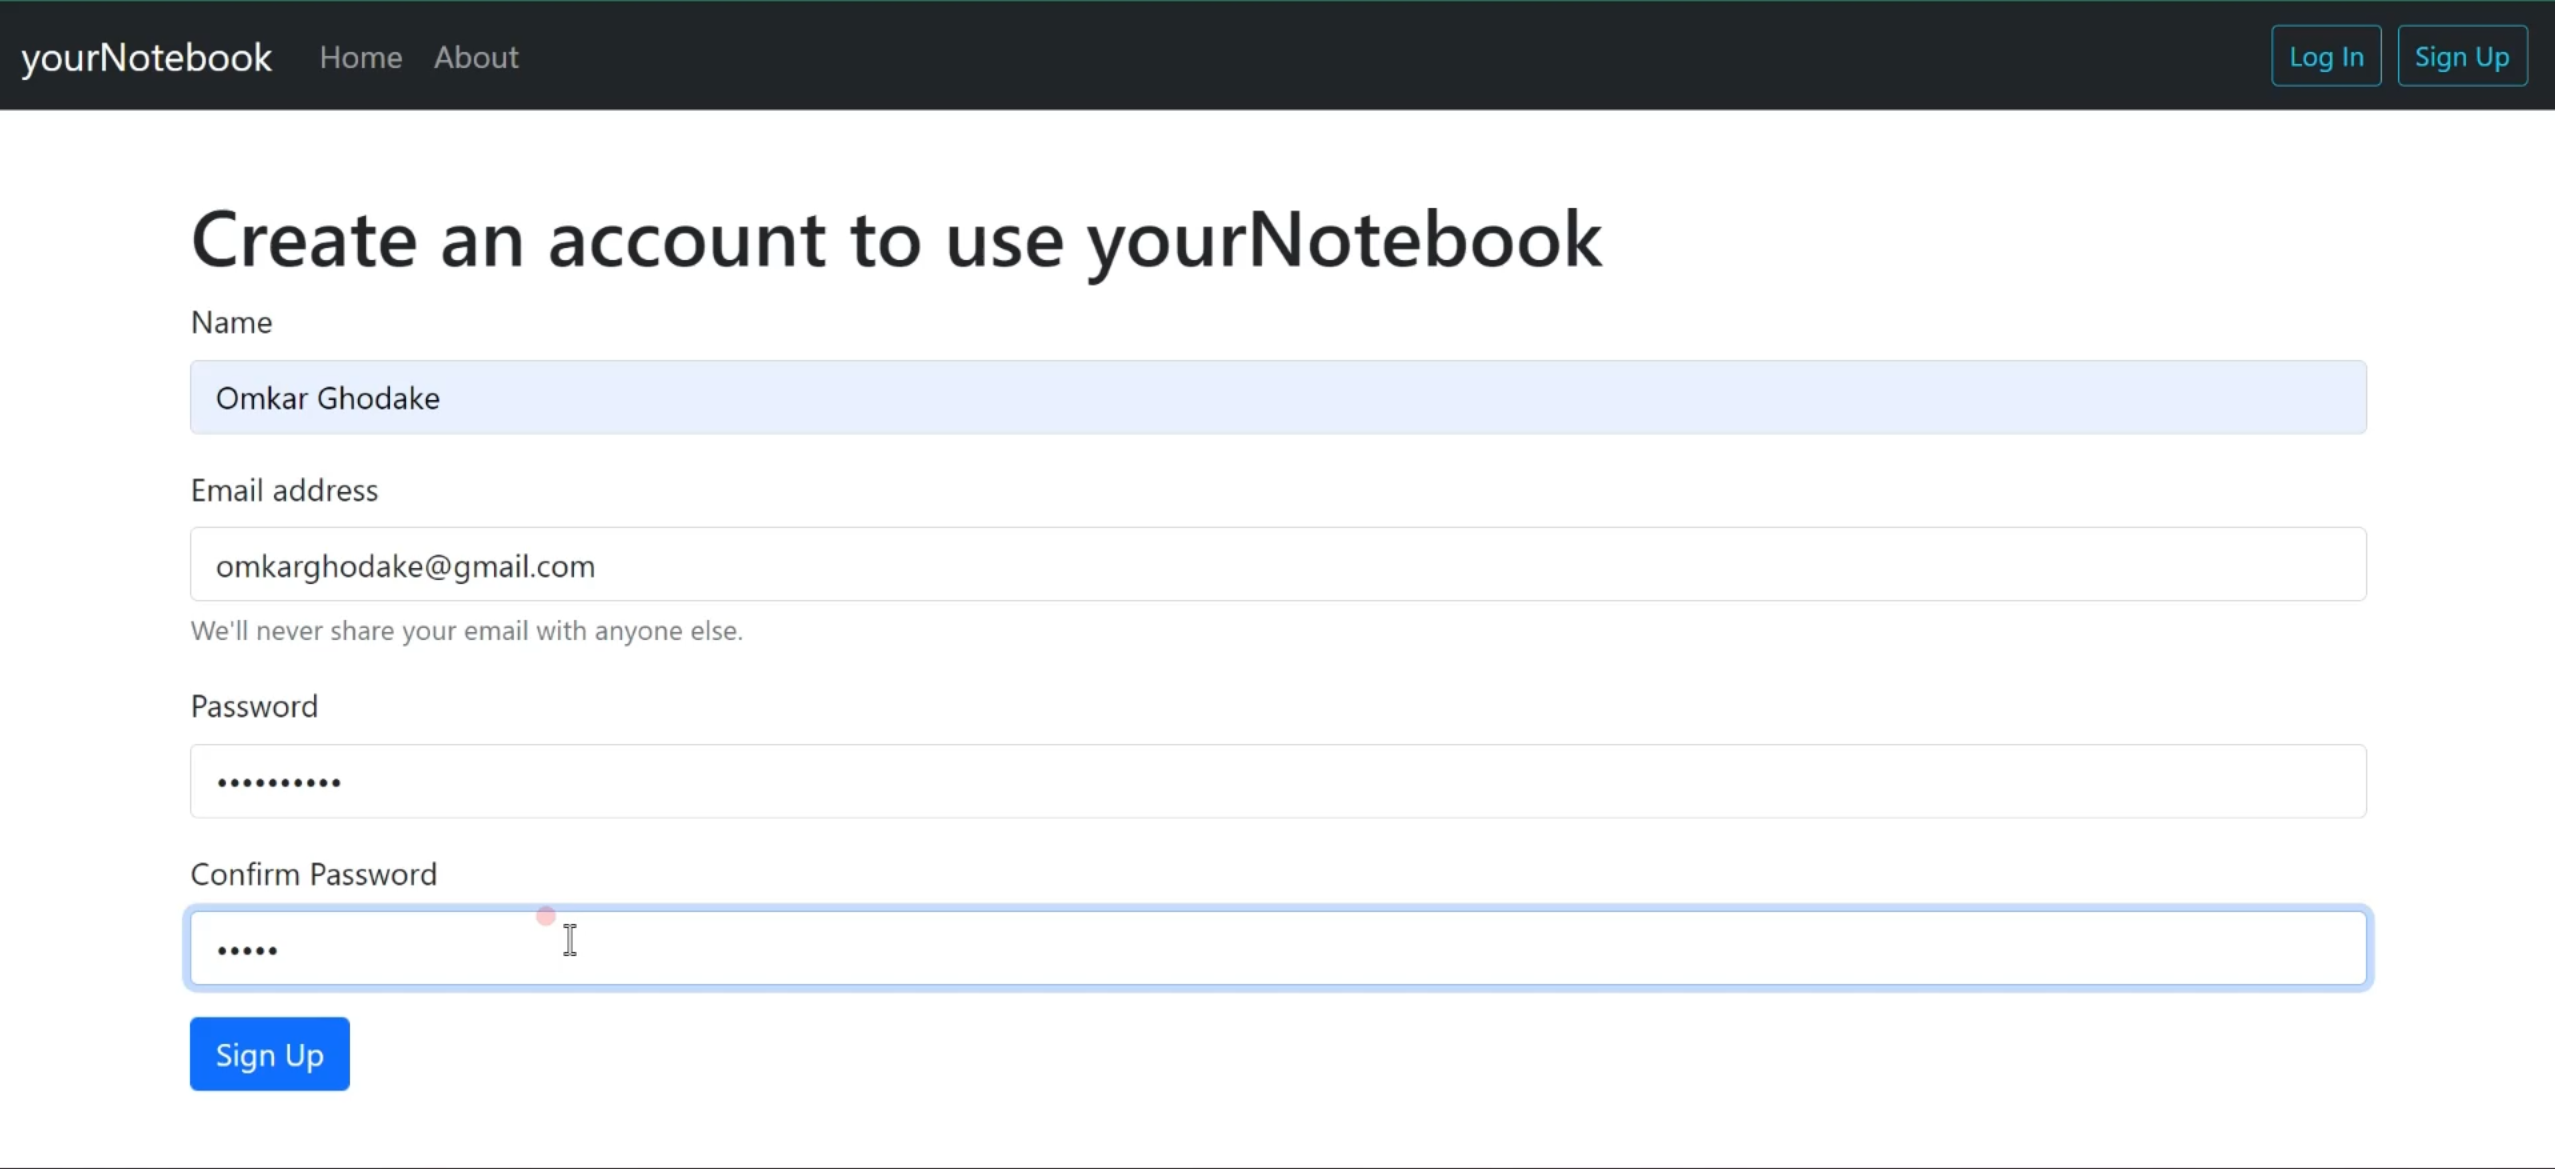 yourNotebook Home About Log In Sign Up
Create an account to use yourNotebook
Name
Omkar Ghodake
Email address
omkarghodake@gmail.com
We'll never share your email with anyone else.
Password
••••••••••
Confirm Password
•••••
Sign Up